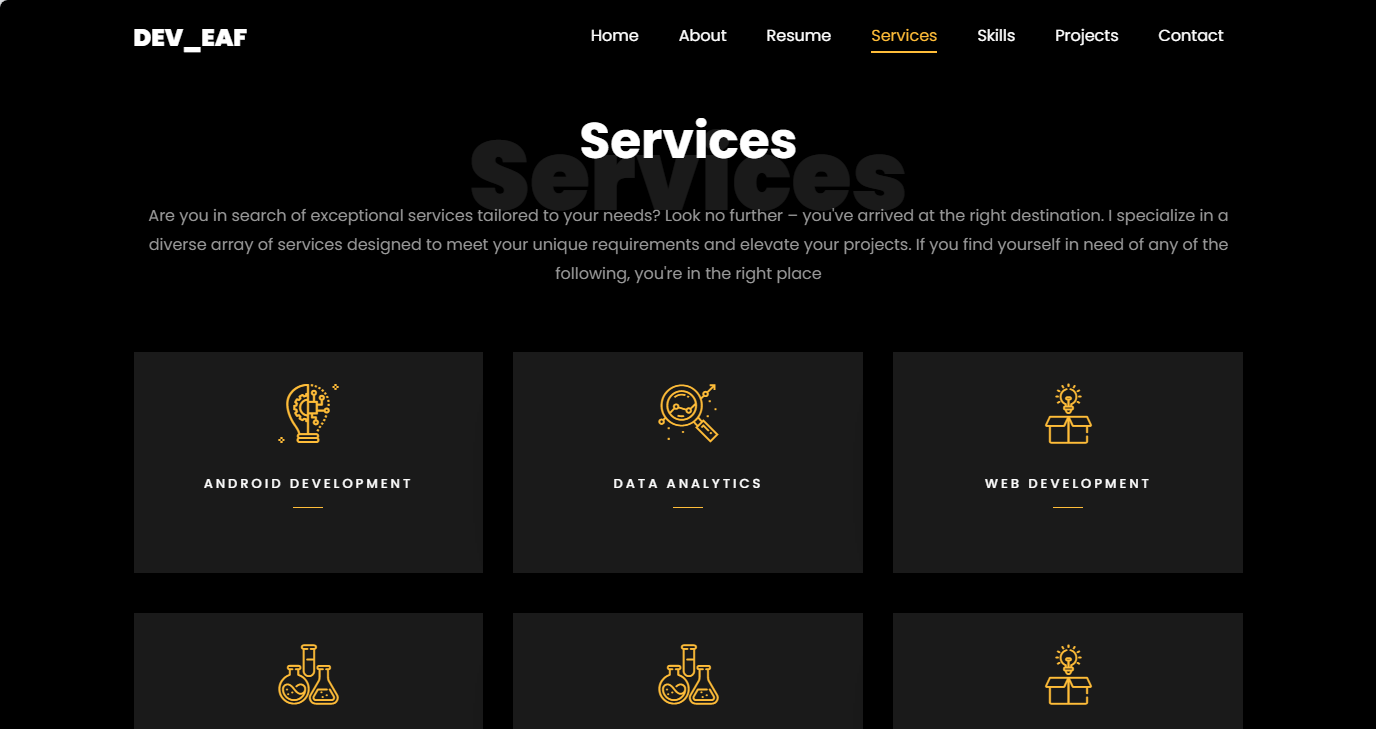 DEV_EAF
Home About Resume Services Skills Projects Contact
Services
Services
Are you in search of exceptional services tailored to your needs? Look no further – you've arrived at the right destination. I specialize in a
diverse array of services designed to meet your unique requirements and elevate your projects. If you find yourself in need of any of the
following, you're in the right place
ANDROID DEVELOPMENT
DATA ANALYTICS
WEB DEVELOPMENT